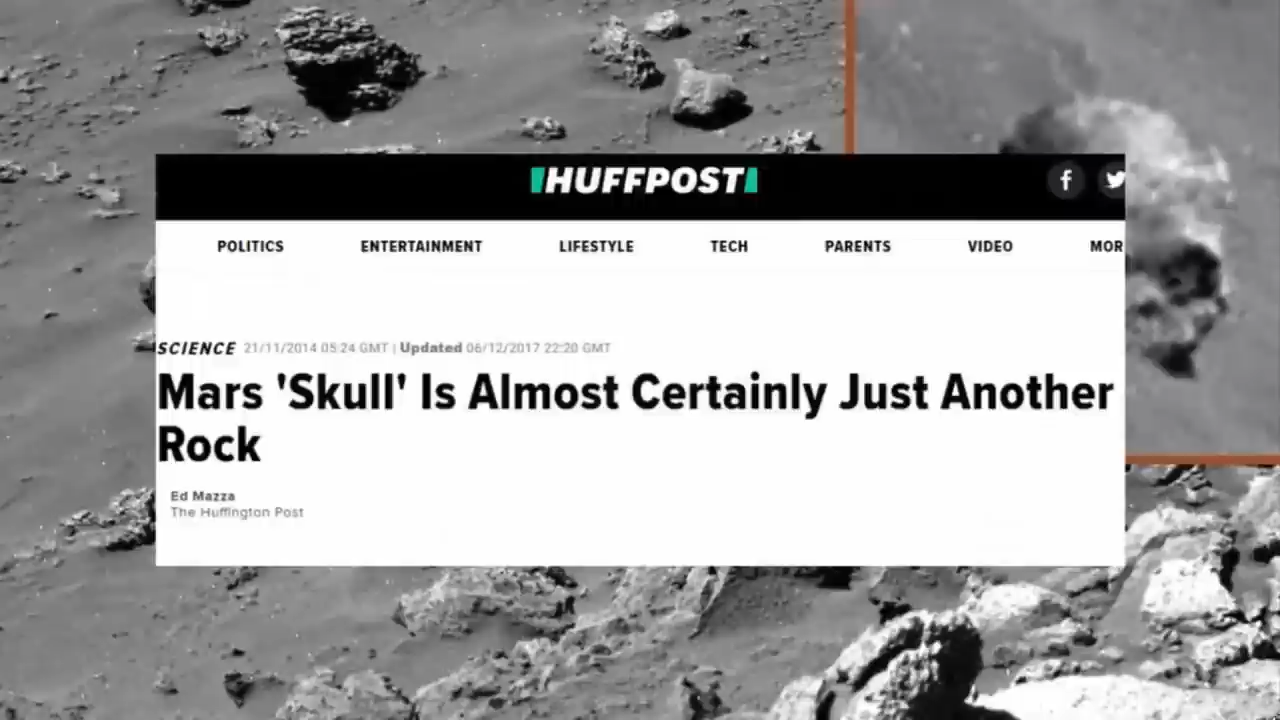 HUFFPOST
POLITICS ENTERTAINMENT LIFESTYLE TECH PARENTS VIDEO MOR
SCIENCE 21/11/2014 05:24 GMT | Updated 06/12/2017 22:20 GMT
Mars 'Skull' Is Almost Certainly Just Another
Rock
Ed Mazza
The Huffington Post